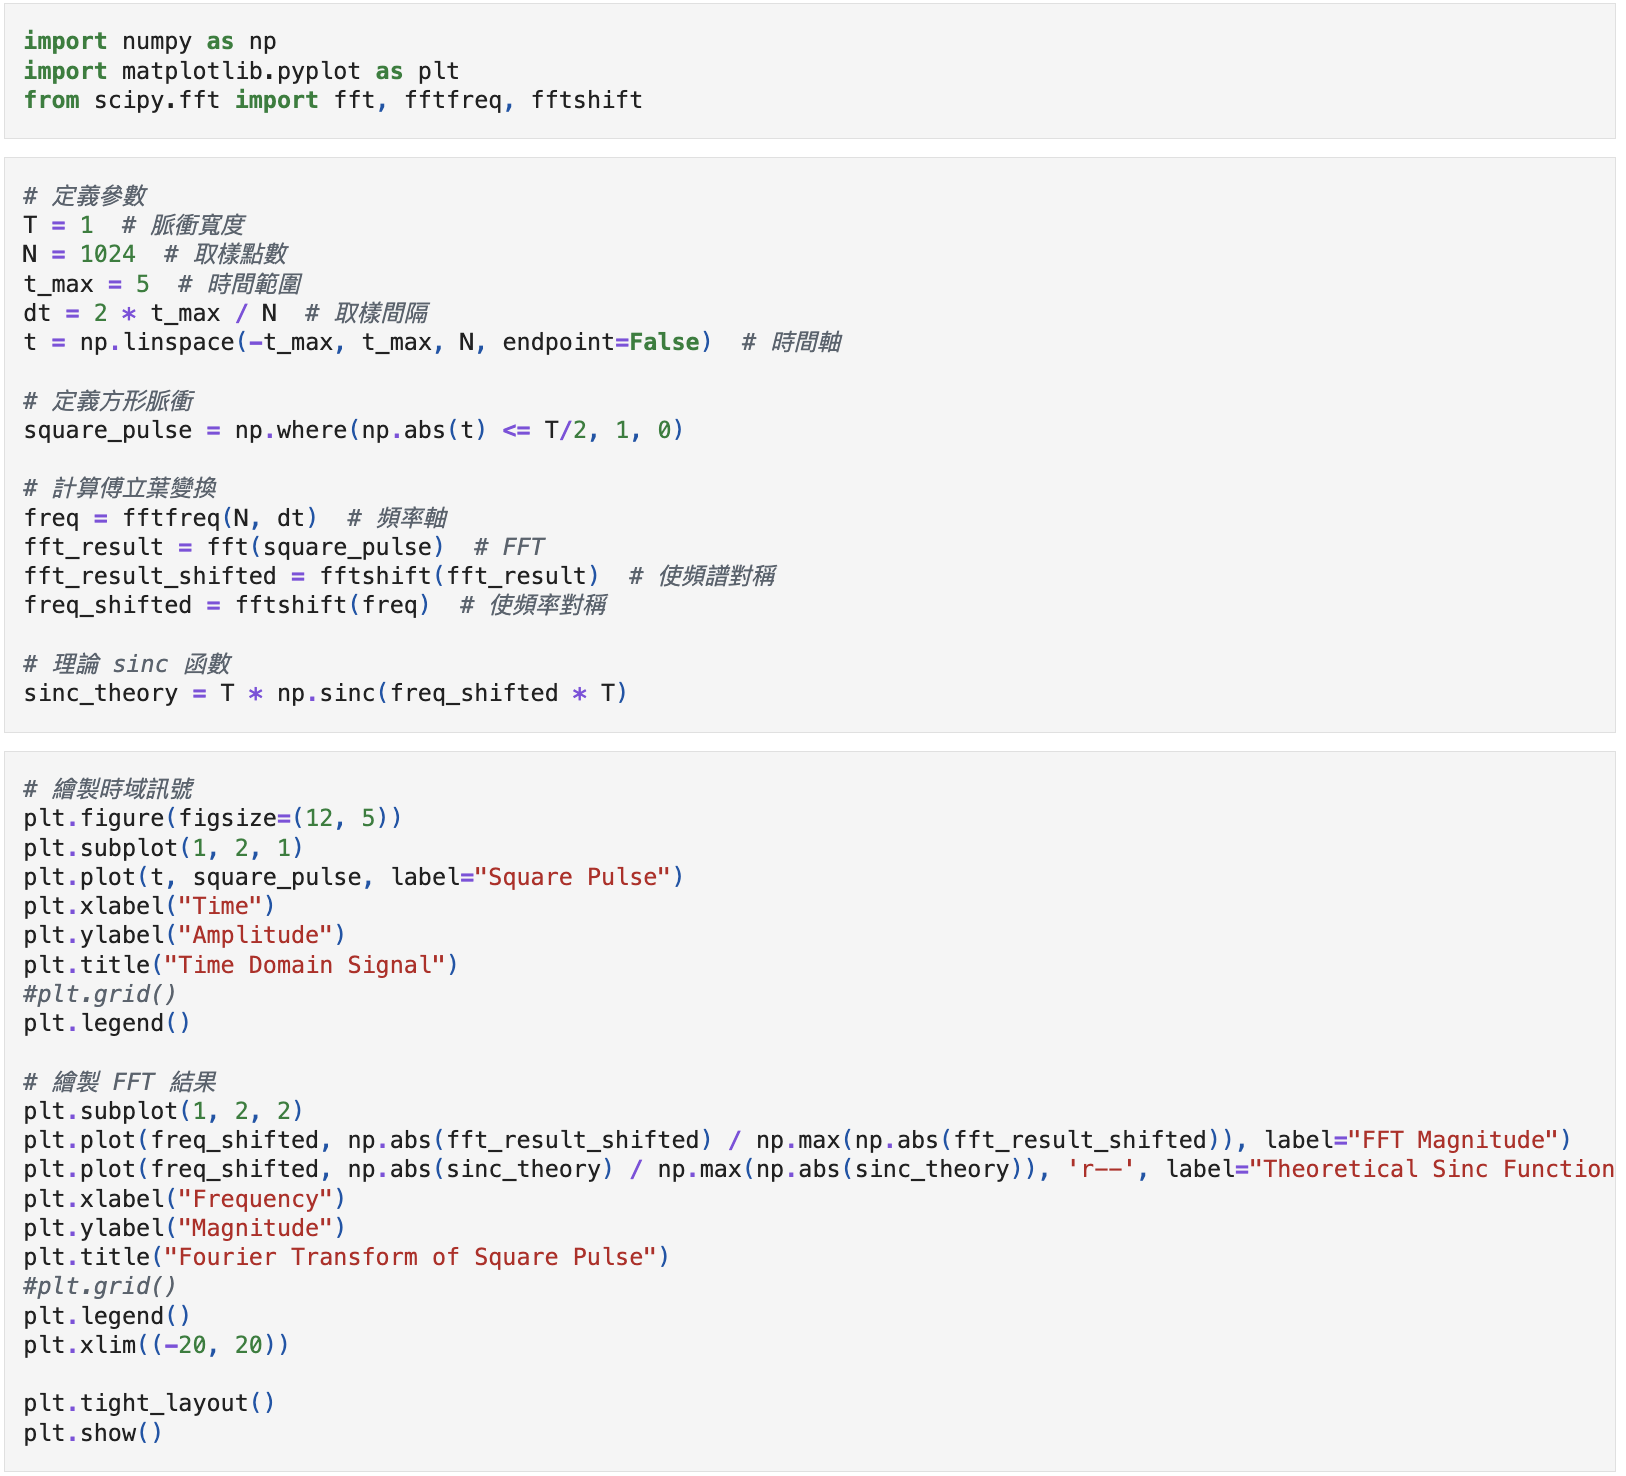 import numpy as np
import matplotlib.pyplot as plt
from scipy.fft import fft, fftfreq, fftshift
# 定義參數
T = 1  # 脈衝寬度
N = 1024  # 取樣點數
t_max = 5  # 時間範圍
dt = 2 * t_max / N  # 取樣間隔
t = np.linspace(-t_max, t_max, N, endpoint=False)  # 時間軸
# 定義方形脈衝
square_pulse = np.where(np.abs(t) <= T/2, 1, 0)
# 計算傅立葉變換
freq = fftfreq(N, dt)  # 頻率軸
fft_result = fft(square_pulse)  # FFT
fft_result_shifted = fftshift(fft_result)  # 使頻譜對稱
freq_shifted = fftshift(freq)  # 使頻率對稱
# 理論 sinc 函數
sinc_theory = T * np.sinc(freq_shifted * T)
# 繪製時域訊號
plt.figure(figsize=(12, 5))
plt.subplot(1, 2, 1)
plt.plot(t, square_pulse, label="Square Pulse")
plt.xlabel("Time")
plt.ylabel("Amplitude")
plt.title("Time Domain Signal")
#plt.grid()
plt.legend()
# 繪製 FFT 結果
plt.subplot(1, 2, 2)
plt.plot(freq_shifted, np.abs(fft_result_shifted) / np.max(np.abs(fft_result_shifted)), label="FFT Magnitude")
plt.plot(freq_shifted, np.abs(sinc_theory) / np.max(np.abs(sinc_theory)), 'r--', label="Theoretical Sinc Function
plt.xlabel("Frequency")
plt.ylabel("Magnitude")
plt.title("Fourier Transform of Square Pulse")
#plt.grid()
plt.legend()
plt.xlim((-20, 20))
plt.tight_layout()
plt.show()